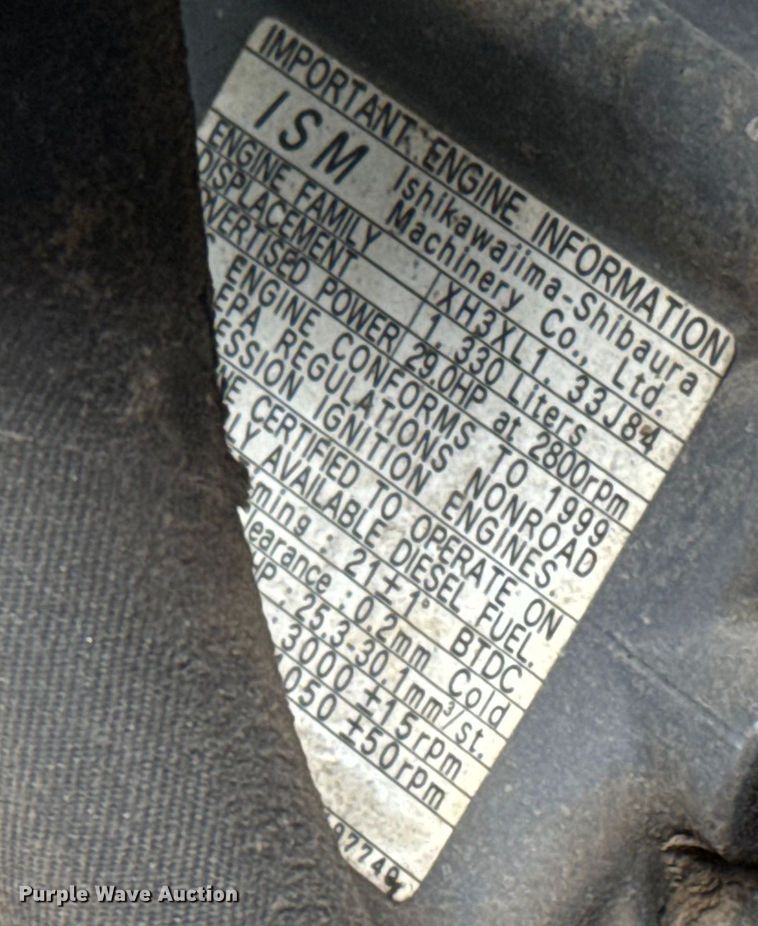 IMPORTANT ENGINE INFORMATION
ISM
Ishikawajima-Shibaura
Machinery Co., Ltd.
ENGINE FAMILY XH3XL1.33J84
DISPLACEMENT 1.330 Liters
VERTISED POWER 29.0HP at 2800rpm
ENGINE CONFORMS TO 1999
EPA REGULATIONS NONROAD
ESSION IGNITION ENGINES.
CERTIFIED TO OPERATE ON
LY AVAILABLE DIESEL FUEL.
ming : 21±1° BTDC
earance : 0.2mm Cold
HP. 25.3-30.1mm³/st.
3000 ±15rpm
050 ±50rpm
Purple Wave Auction